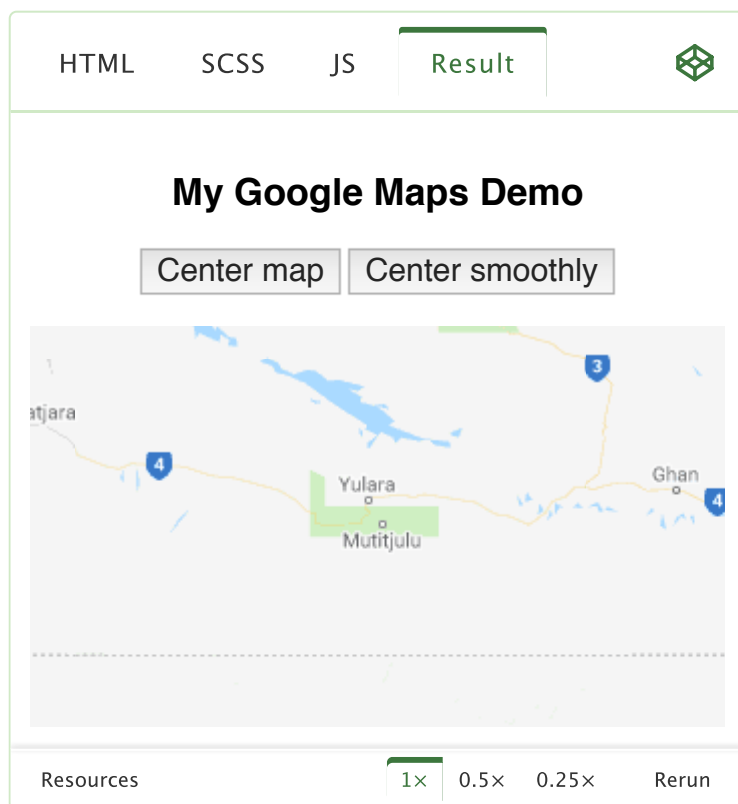 HTML SCSS JS Result
My Google Maps Demo
Center map Center smoothly
3
atjara
4
Yulara
Ghan
4
Mutitjulu
Resources 1× 0.5× 0.25× Rerun